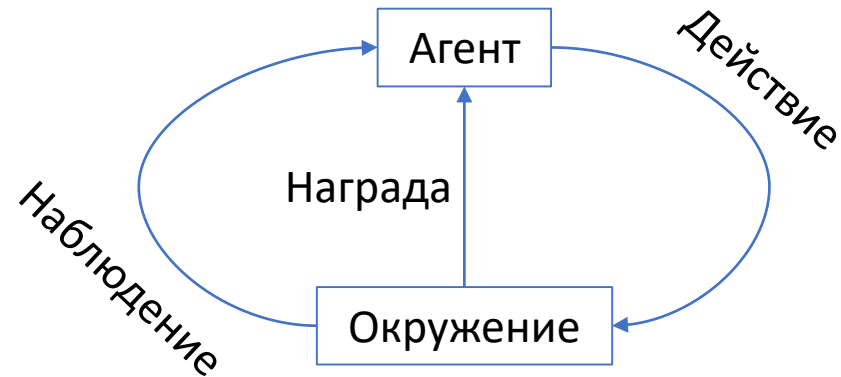 Агент
Действие
Награда
Наблюдение
Окружение